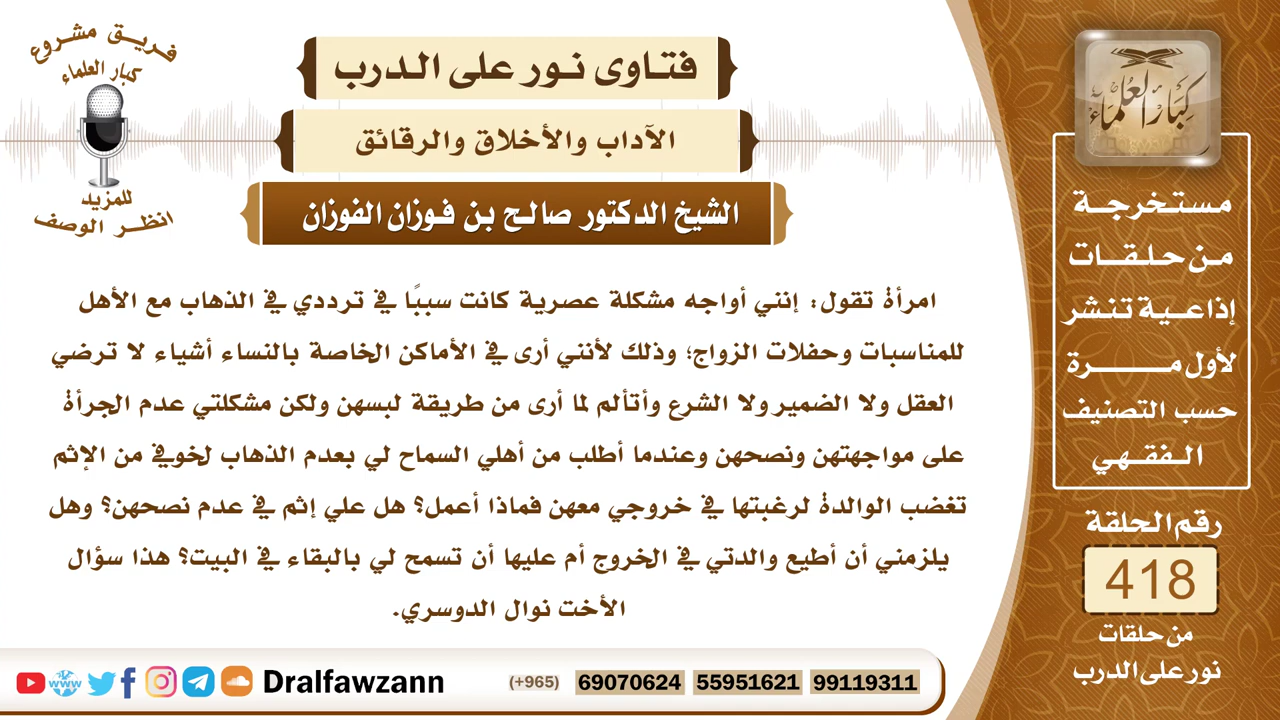 فريق مشروع
كبار العلماء
للمزيد
انظر الوصف
فتاوى نور على الدرب
الآداب والأخلاق والرقائق
الشيخ الدكتور صالح بن فوزان الفوزان
امرأة تقول: إنني أواجه مشكلة عصرية كانت سببًا في ترددي في الذهاب مع الأهل
للمناسبات وحفلات الزواج؛ وذلك لأنني أرى في الأماكن الخاصة بالنساء أشياء لا ترضي
العقل ولا الضمير ولا الشرع وأتألم لما أرى من طريقة لبسهن ولكن مشكلتي عدم الجرأة
على مواجهتهن ونصحهن وعندما أطلب من أهلي السماح لي بعدم الذهاب لخوفي من الإثم
تغضب الوالدة لرغبتها في خروجي معهن فماذا أعمل؟ هل علي إثم في عدم نصحهن؟ وهل
يلزمني أن أطيع والدتي في الخروج أم عليها أن تسمح لي بالبقاء في البيت؟ هذا سؤال
الأخت نوال الدوسري.
كبار العلماء
مستخرجة
من حلقات
إذاعية تنشر
لأول مرة
حسب التصنيف
الفقهي
رقم الحلقة
418
من حلقات
نور على الدرب
www Dralfawzann (+965) 69070624 55951621 99119311